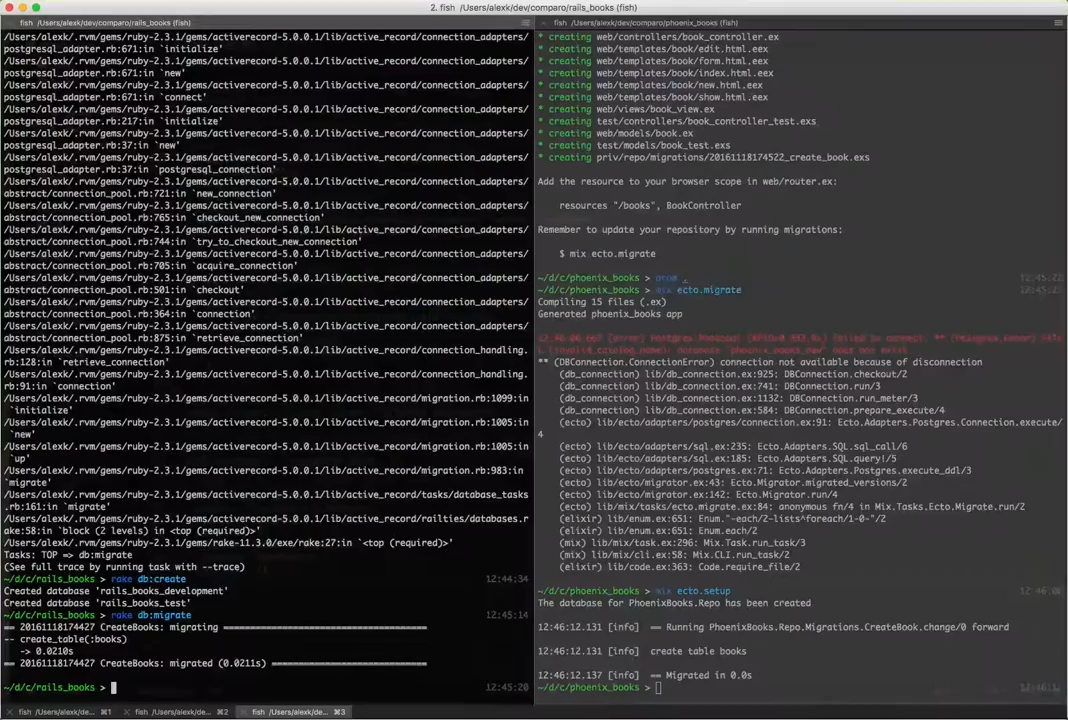 2. fish /Users/alexk/dev/comparo/rails_books (fish)
fish /Users/alexk/dev/comparo/rails_books (fish)
/Users/alexk/.rvm/gems/ruby-2.3.1/gems/activerecord-5.0.0.1/lib/active_record/connection_adapters/
postgresql_adapter.rb:671:in `initialize'
/Users/alexk/.rvm/gems/ruby-2.3.1/gems/activerecord-5.0.0.1/lib/active_record/connection_adapters/
postgresql_adapter.rb:671:in `new'
/Users/alexk/.rvm/gems/ruby-2.3.1/gems/activerecord-5.0.0.1/lib/active_record/connection_adapters/
postgresql_adapter.rb:671:in `connect'
/Users/alexk/.rvm/gems/ruby-2.3.1/gems/activerecord-5.0.0.1/lib/active_record/connection_adapters/
postgresql_adapter.rb:217:in `initialize'
/Users/alexk/.rvm/gems/ruby-2.3.1/gems/activerecord-5.0.0.1/lib/active_record/connection_adapters/
postgresql_adapter.rb:37:in `new'
/Users/alexk/.rvm/gems/ruby-2.3.1/gems/activerecord-5.0.0.1/lib/active_record/connection_adapters/
postgresql_adapter.rb:37:in `postgresql_connection'
/Users/alexk/.rvm/gems/ruby-2.3.1/gems/activerecord-5.0.0.1/lib/active_record/connection_adapters/
abstract/connection_pool.rb:721:in `new_connection'
/Users/alexk/.rvm/gems/ruby-2.3.1/gems/activerecord-5.0.0.1/lib/active_record/connection_adapters/
abstract/connection_pool.rb:765:in `checkout_new_connection'
/Users/alexk/.rvm/gems/ruby-2.3.1/gems/activerecord-5.0.0.1/lib/active_record/connection_adapters/
abstract/connection_pool.rb:744:in `try_to_checkout_new_connection'
/Users/alexk/.rvm/gems/ruby-2.3.1/gems/activerecord-5.0.0.1/lib/active_record/connection_adapters/
abstract/connection_pool.rb:705:in `acquire_connection'
/Users/alexk/.rvm/gems/ruby-2.3.1/gems/activerecord-5.0.0.1/lib/active_record/connection_adapters/
abstract/connection_pool.rb:501:in `checkout'
/Users/alexk/.rvm/gems/ruby-2.3.1/gems/activerecord-5.0.0.1/lib/active_record/connection_adapters/
abstract/connection_pool.rb:364:in `connection'
/Users/alexk/.rvm/gems/ruby-2.3.1/gems/activerecord-5.0.0.1/lib/active_record/connection_adapters/
abstract/connection_pool.rb:875:in `retrieve_connection'
/Users/alexk/.rvm/gems/ruby-2.3.1/gems/activerecord-5.0.0.1/lib/active_record/connection_handling.
rb:128:in `retrieve_connection'
/Users/alexk/.rvm/gems/ruby-2.3.1/gems/activerecord-5.0.0.1/lib/active_record/connection_handling.
rb:91:in `connection'
/Users/alexk/.rvm/gems/ruby-2.3.1/gems/activerecord-5.0.0.1/lib/active_record/migration.rb:1099:in
`initialize'
/Users/alexk/.rvm/gems/ruby-2.3.1/gems/activerecord-5.0.0.1/lib/active_record/migration.rb:1005:in
`new'
/Users/alexk/.rvm/gems/ruby-2.3.1/gems/activerecord-5.0.0.1/lib/active_record/migration.rb:1005:in
`up'
/Users/alexk/.rvm/gems/ruby-2.3.1/gems/activerecord-5.0.0.1/lib/active_record/migration.rb:983:in
`migrate'
/Users/alexk/.rvm/gems/ruby-2.3.1/gems/activerecord-5.0.0.1/lib/active_record/tasks/database_tasks
.rb:161:in `migrate'
/Users/alexk/.rvm/gems/ruby-2.3.1/gems/activerecord-5.0.0.1/lib/active_record/railties/databases.r
ake:58:in `block (2 levels) in <top (required)>'
/Users/alexk/.rvm/gems/ruby-2.3.1/gems/rake-11.3.0/exe/rake:27:in `<top (required)>'
Tasks: TOP => db:migrate
(See full trace by running task with --trace)
~/d/c/rails_books > rake db:create 12:44:34
Created database 'rails_books_development'
Created database 'rails_books_test'
~/d/c/rails_books > rake db:migrate 12:45:14
== 20161118174427 CreateBooks: migrating ===================================
-- create_table(:books)
-> 0.0210s
== 20161118174427 CreateBooks: migrated (0.0211s) ==========================
~/d/c/rails_books > 12:45:20
fish /Users/alexk/dev/comparo/phoenix_books (fish)
* creating web/controllers/book_controller.ex
* creating web/templates/book/edit.html.eex
* creating web/templates/book/form.html.eex
* creating web/templates/book/index.html.eex
* creating web/templates/book/new.html.eex
* creating web/templates/book/show.html.eex
* creating web/views/book_view.ex
* creating test/controllers/book_controller_test.exs
* creating web/models/book.ex
* creating test/models/book_test.exs
* creating priv/repo/migrations/20161118174522_create_book.exs
Add the resource to your browser scope in web/router.ex:
resources "/books", BookController
Remember to update your repository by running migrations:
$ mix ecto.migrate
~/d/c/phoenix_books > 12:45:22
~/d/c/phoenix_books > mix ecto.migrate
Compiling 15 files (.ex)
Generated phoenix_books app
** (DBConnection.ConnectionError) connection not available because of disconnection
(db_connection) lib/db_connection.ex:925: DBConnection.checkout/2
(db_connection) lib/db_connection.ex:741: DBConnection.run/3
(db_connection) lib/db_connection.ex:1132: DBConnection.run_meter/3
(db_connection) lib/db_connection.ex:584: DBConnection.prepare_execute/4
(ecto) lib/ecto/adapters/postgres/connection.ex:91: Ecto.Adapters.Postgres.Connection.execute/
4
(ecto) lib/ecto/adapters/sql.ex:235: Ecto.Adapters.SQL.sql_call/6
(ecto) lib/ecto/adapters/sql.ex:185: Ecto.Adapters.SQL.query!/5
(ecto) lib/ecto/adapters/postgres.ex:71: Ecto.Adapters.Postgres.execute_ddl/3
(ecto) lib/ecto/migrator.ex:43: Ecto.Migrator.migrated_versions/2
(ecto) lib/ecto/migrator.ex:142: Ecto.Migrator.run/4
(ecto) lib/mix/tasks/ecto.migrate.ex:84: anonymous fn/4 in Mix.Tasks.Ecto.Migrate.run/2
(elixir) lib/enum.ex:651: Enum."-each/2-lists^foreach/1-0-"/2
(elixir) lib/enum.ex:651: Enum.each/2
(mix) lib/mix/task.ex:296: Mix.Task.run_task/3
(mix) lib/mix/cli.ex:58: Mix.CLI.run_task/2
(elixir) lib/code.ex:363: Code.require_file/2
~/d/c/phoenix_books > mix ecto.setup
The database for PhoenixBooks.Repo has been created
12:46:12.131 [info] == Running PhoenixBooks.Repo.Migrations.CreateBook.change/0 forward
12:46:12.131 [info] create table books
12:46:12.137 [info] == Migrated in 0.0s
~/d/c/phoenix_books >
fish /Users/alexk/de... ⌘1 fish /Users/alexk/de... ⌘2 fish /Users/alexk/de... ⌘3